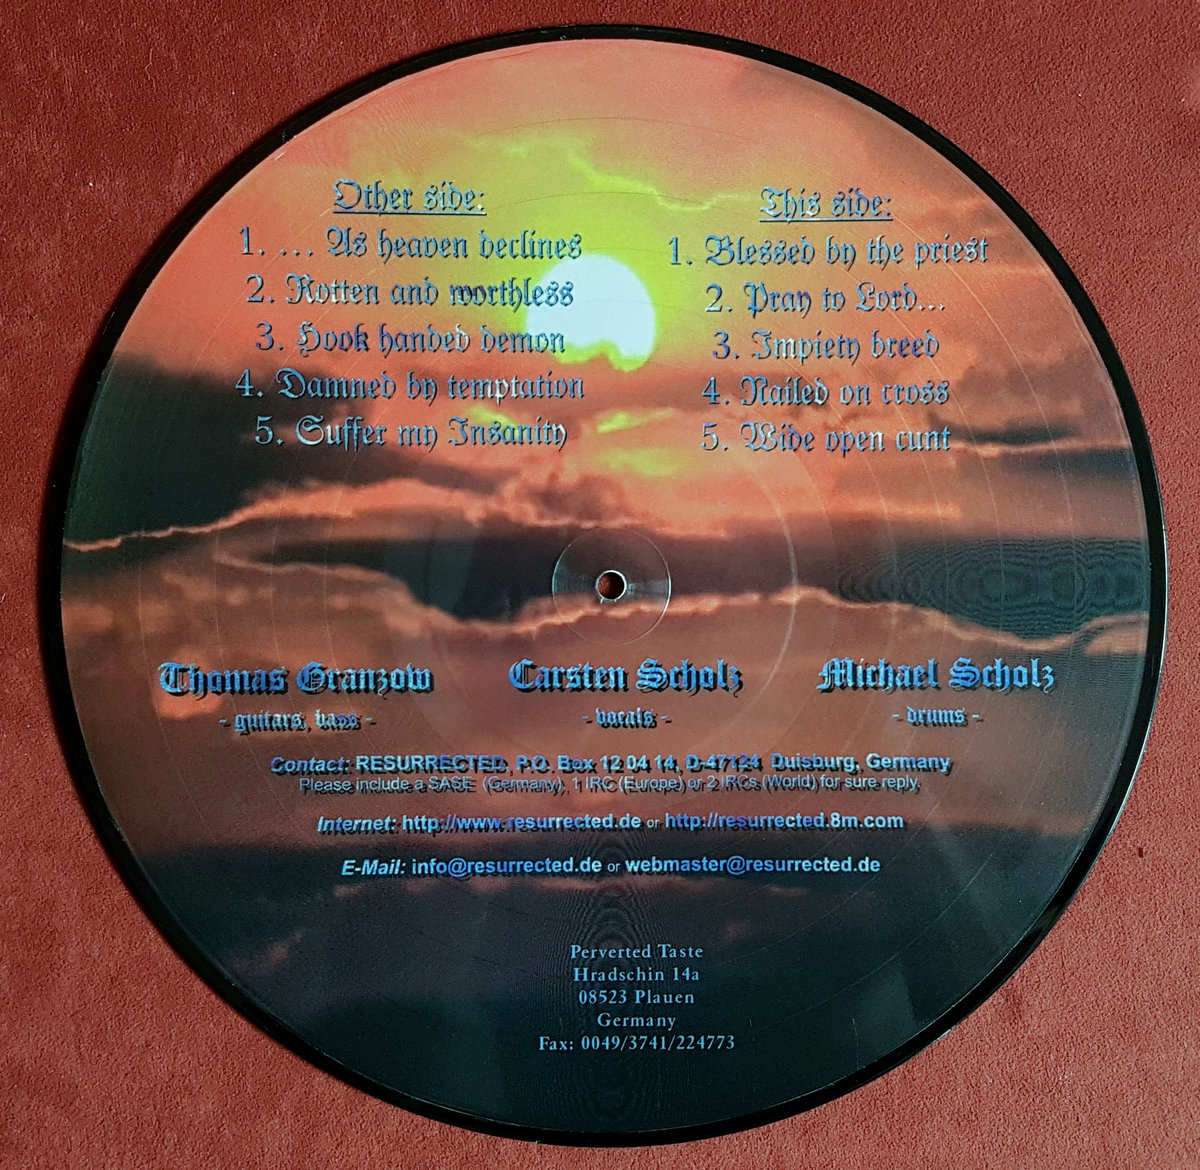 Other side:
1. ... As heaven declines
2. Rotten and worthless
3. Hook handed demon
4. Damned by temptation
5. Suffer my Insanity
This side:
1. Blessed by the priest
2. Pray to Lord...
3. Impiety breed
4. Nailed on cross
5. Wide open cunt
Thomas Granzow
- guitars, bass -
Carsten Scholz
- vocals -
Michael Scholz
- drums -
Contact: RESURRECTED, P.O. Box 12 04 14, D-47124 Duisburg, Germany
Please include a SASE (Germany), 1 IRC (Europe) or 2 IRCs (World) for sure reply.
Internet: http://www.resurrected.de or http://resurrected.8m.com
E-Mail: info@resurrected.de or webmaster@resurrected.de
Perverted Taste
Hradschin 14a
08523 Plauen
Germany
Fax: 0049/3741/224773